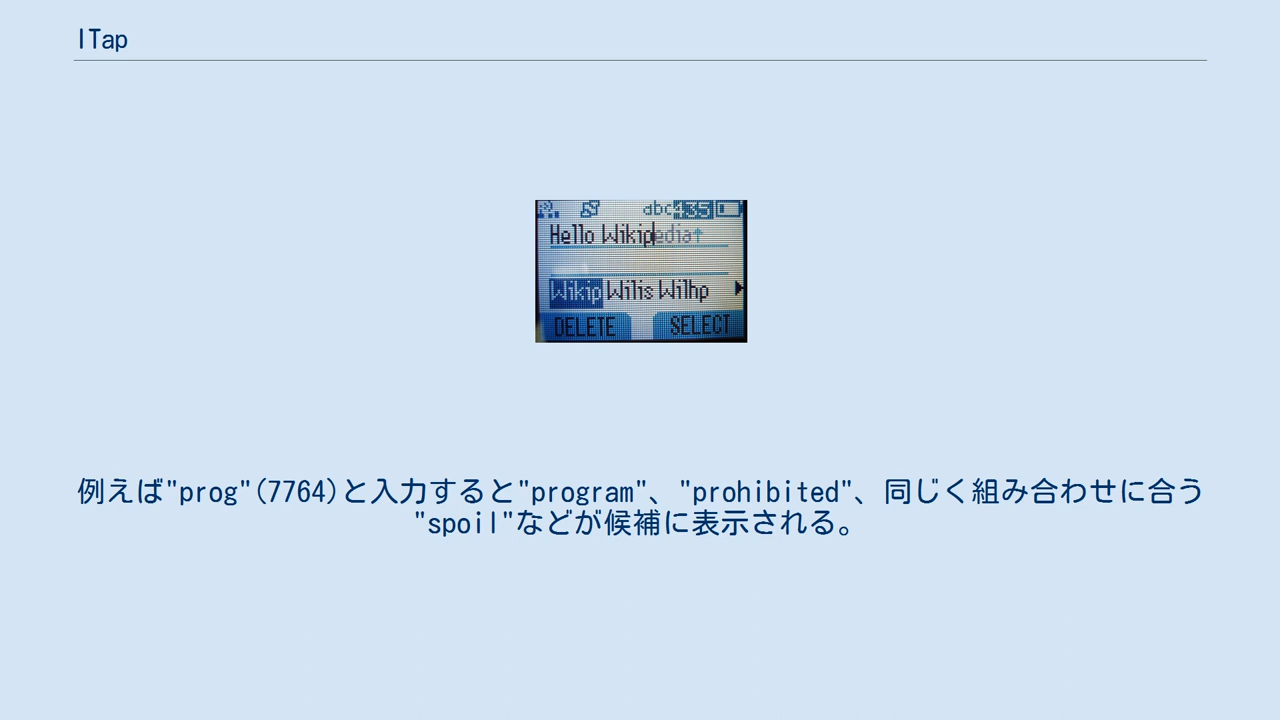 ITap
abc 435
Hello Wikipedia↑
Wikip Wilis Wilhp
DELETE SELECT
例えば"prog"(7764)と入力すると"program"、"prohibited"、同じく組み合わせに合う
"spoil"などが候補に表示される。